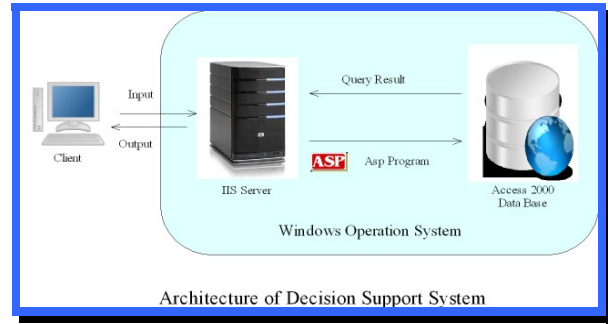 Query Result
Input
Output
Client
ASP
Asp Program
IIS Server
Access 2000
Data Base
Windows Operation System
Architecture of Decision Support System